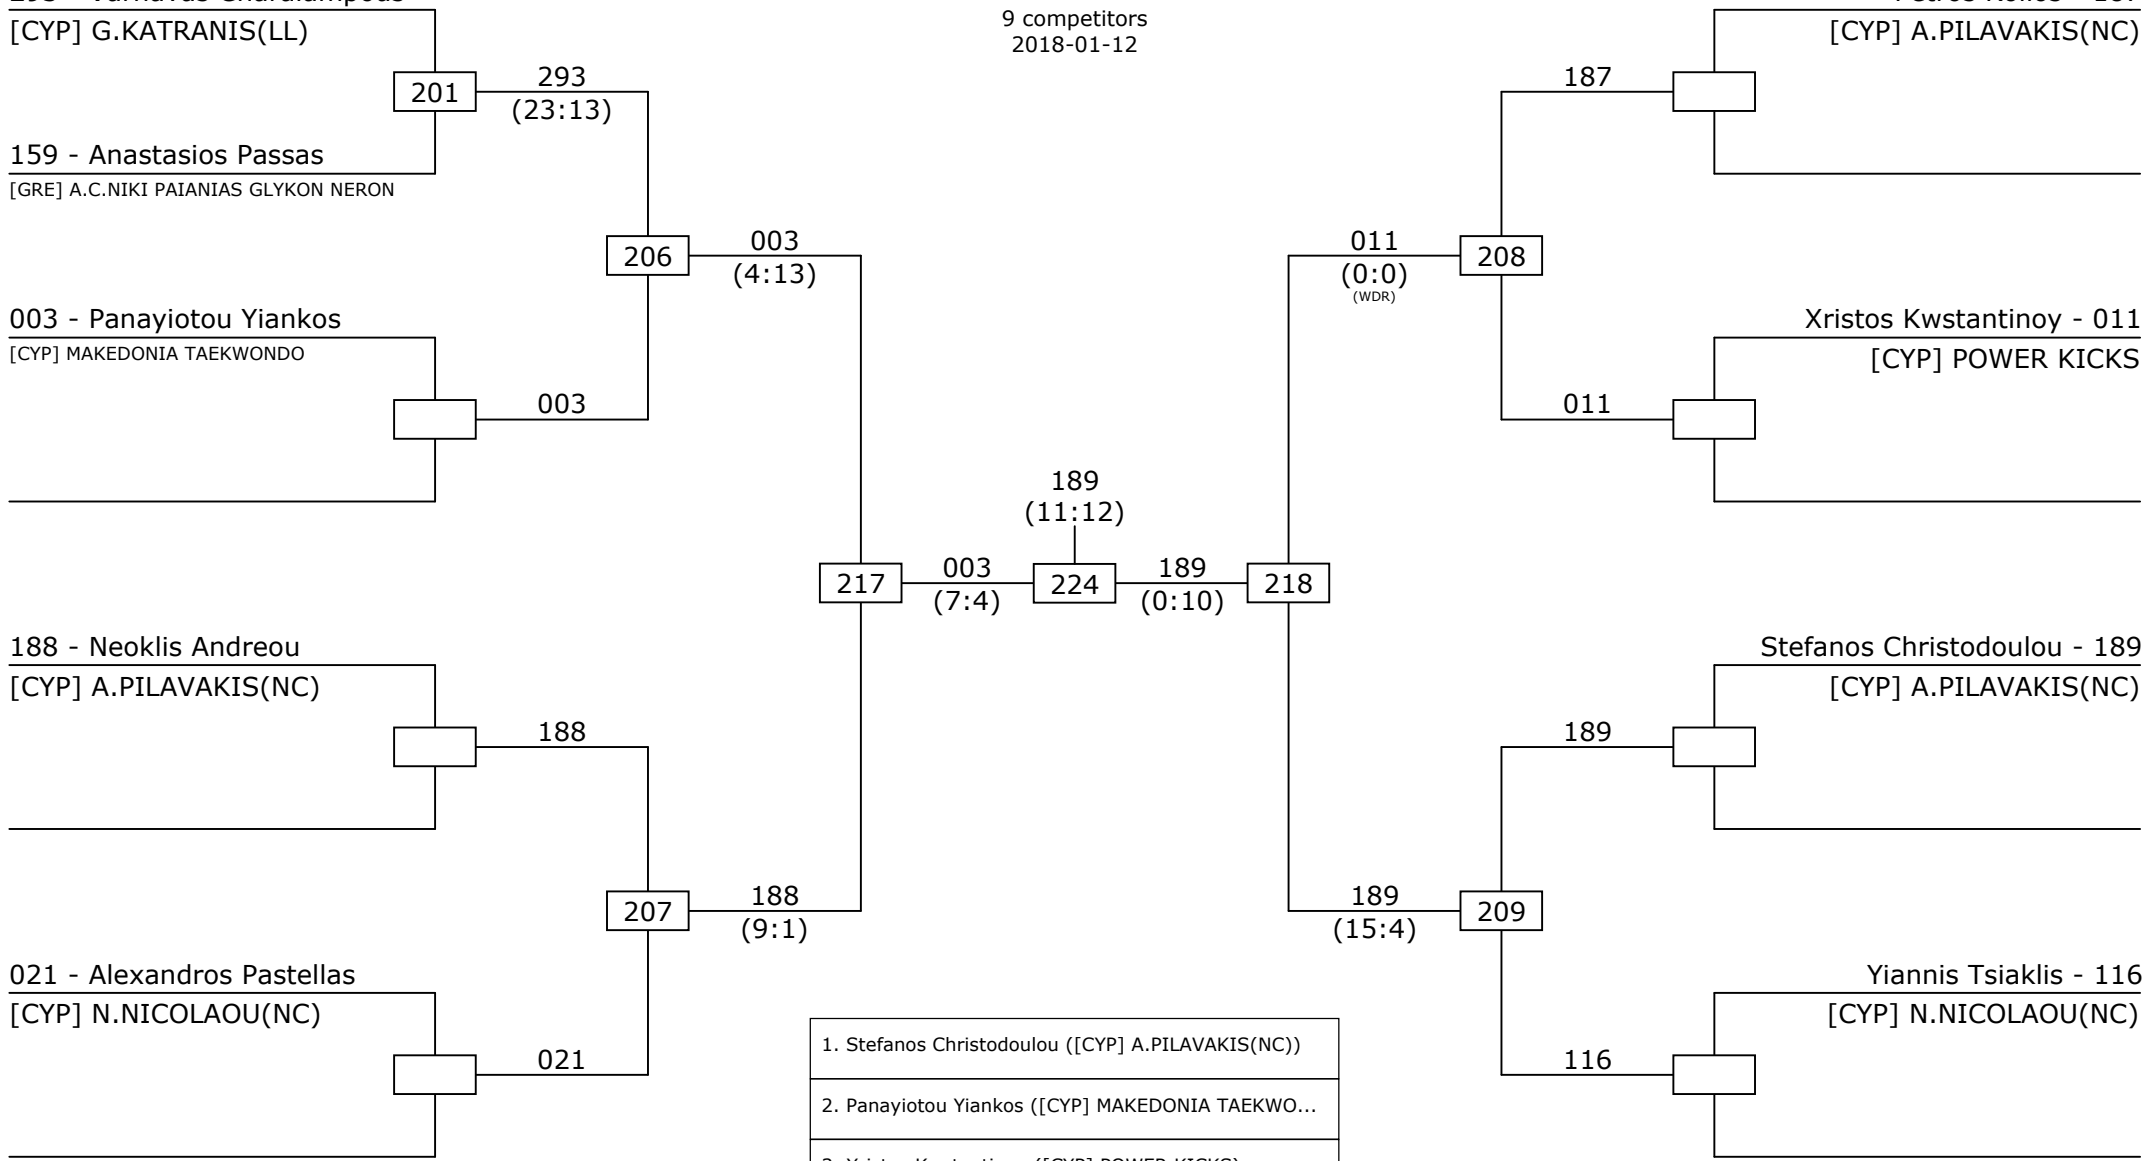 [CYP] G.KATRANIS(LL)
201
293
(23:13)
159 - Anastasios Passas
[GRE] A.C.NIKI PAIANIAS GLYKON NERON
206
003
(4:13)
003 - Panayiotou Yiankos
[CYP] MAKEDONIA TAEKWONDO
003
188 - Neoklis Andreou
[CYP] A.PILAVAKIS(NC)
188
207
188
(9:1)
021 - Alexandros Pastellas
[CYP] N.NICOLAOU(NC)
021
9 competitors
2018-01-12
217
003
(7:4)
189
(11:12)
224
189
(0:10)
218
[CYP] A.PILAVAKIS(NC)
187
011
(0:0)
(WDR)
208
Xristos Kwstantinoy - 011
[CYP] POWER KICKS
011
Stefanos Christodoulou - 189
[CYP] A.PILAVAKIS(NC)
189
189
(15:4)
209
Yiannis Tsiaklis - 116
[CYP] N.NICOLAOU(NC)
116
1. Stefanos Christodoulou ([CYP] A.PILAVAKIS(NC))
2. Panayiotou Yiankos ([CYP] MAKEDONIA TAEKWO...